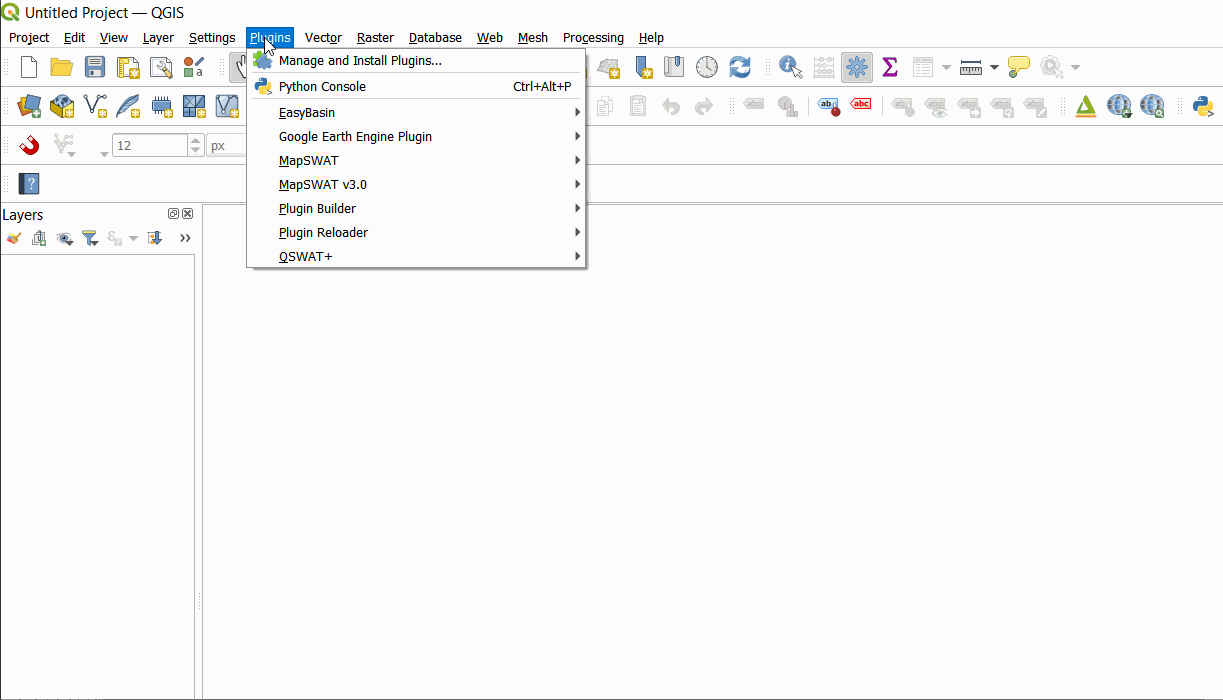 Untitled Project — QGIS
Project Edit View Layer Settings Plugins Vector Raster Database Web Mesh Processing Help
Manage and Install Plugins...
Python Console Ctrl+Alt+P
EasyBasin
Google Earth Engine Plugin
MapSWAT
MapSWAT v3.0
Plugin Builder
Plugin Reloader
QSWAT+
abc abc
12 px
Layers